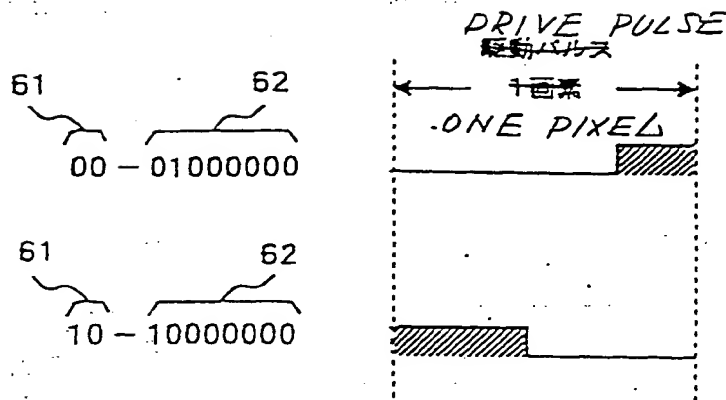 DRIVE PULSE
駆動パルス
61 62
1画素
ONE PIXEL
00 – 01000000
61 62
10 – 10000000